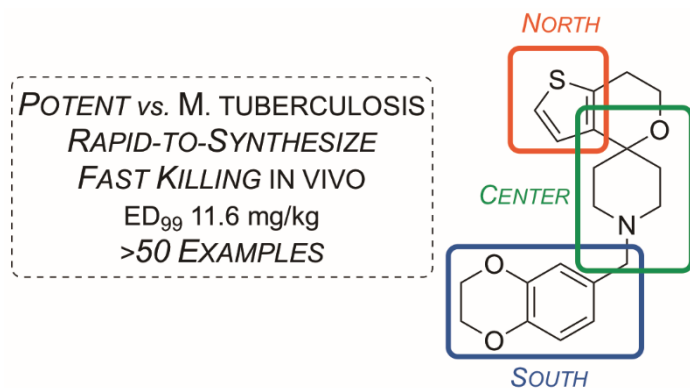 NORTH
POTENT vs. M. TUBERCULOSIS
RAPID-TO-SYNTHESIZE
FAST KILLING IN VIVO
ED99 11.6 mg/kg
>50 EXAMPLES
S
O
CENTER
N
O
O
SOUTH